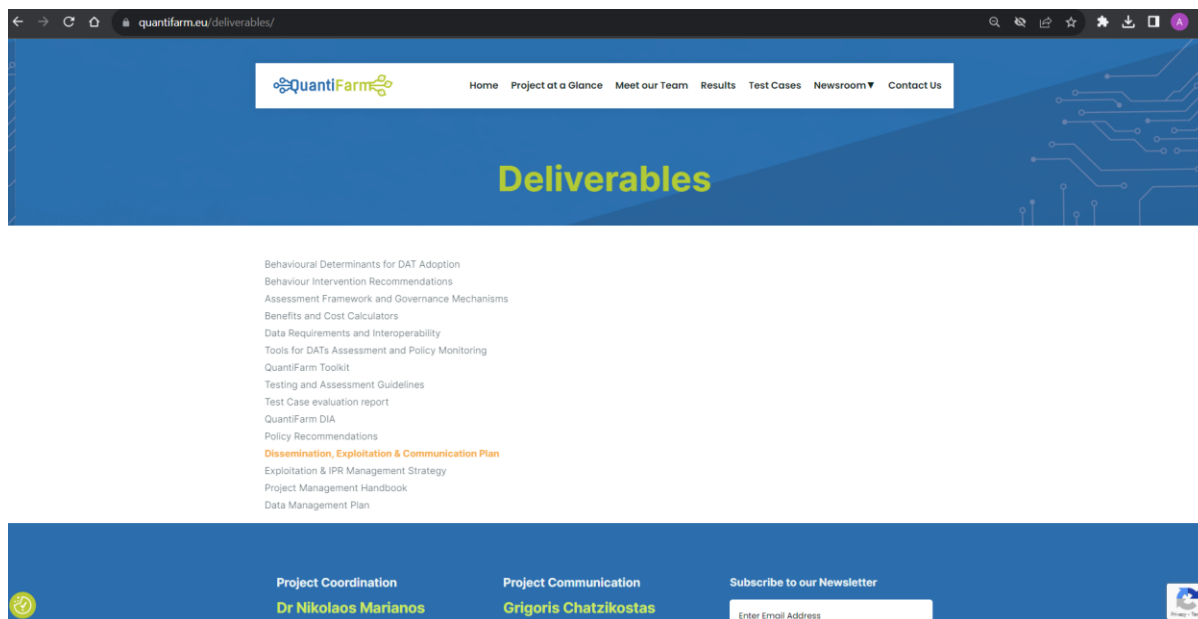 quantifarm.eu/deliverables/
A
QuantiFarm
Home Project at a Glance Meet our Team Results Test Cases Newsroom▼ Contact Us
Deliverables
Behavioural Determinants for DAT Adoption
Behaviour Intervention Recommendations
Assessment Framework and Governance Mechanisms
Benefits and Cost Calculators
Data Requirements and Interoperability
Tools for DATs Assessment and Policy Monitoring
QuantiFarm Toolkit
Testing and Assessment Guidelines
Test Case evaluation report
QuantiFarm DIA
Policy Recommendations
Dissemination, Exploitation & Communication Plan
Exploitation & IPR Management Strategy
Project Management Handbook
Data Management Plan
Project Coordination Project Communication Subscribe to our Newsletter
Dr Nikolaos Marianos Grigoris Chatzikostas Enter Email Address
Privacy